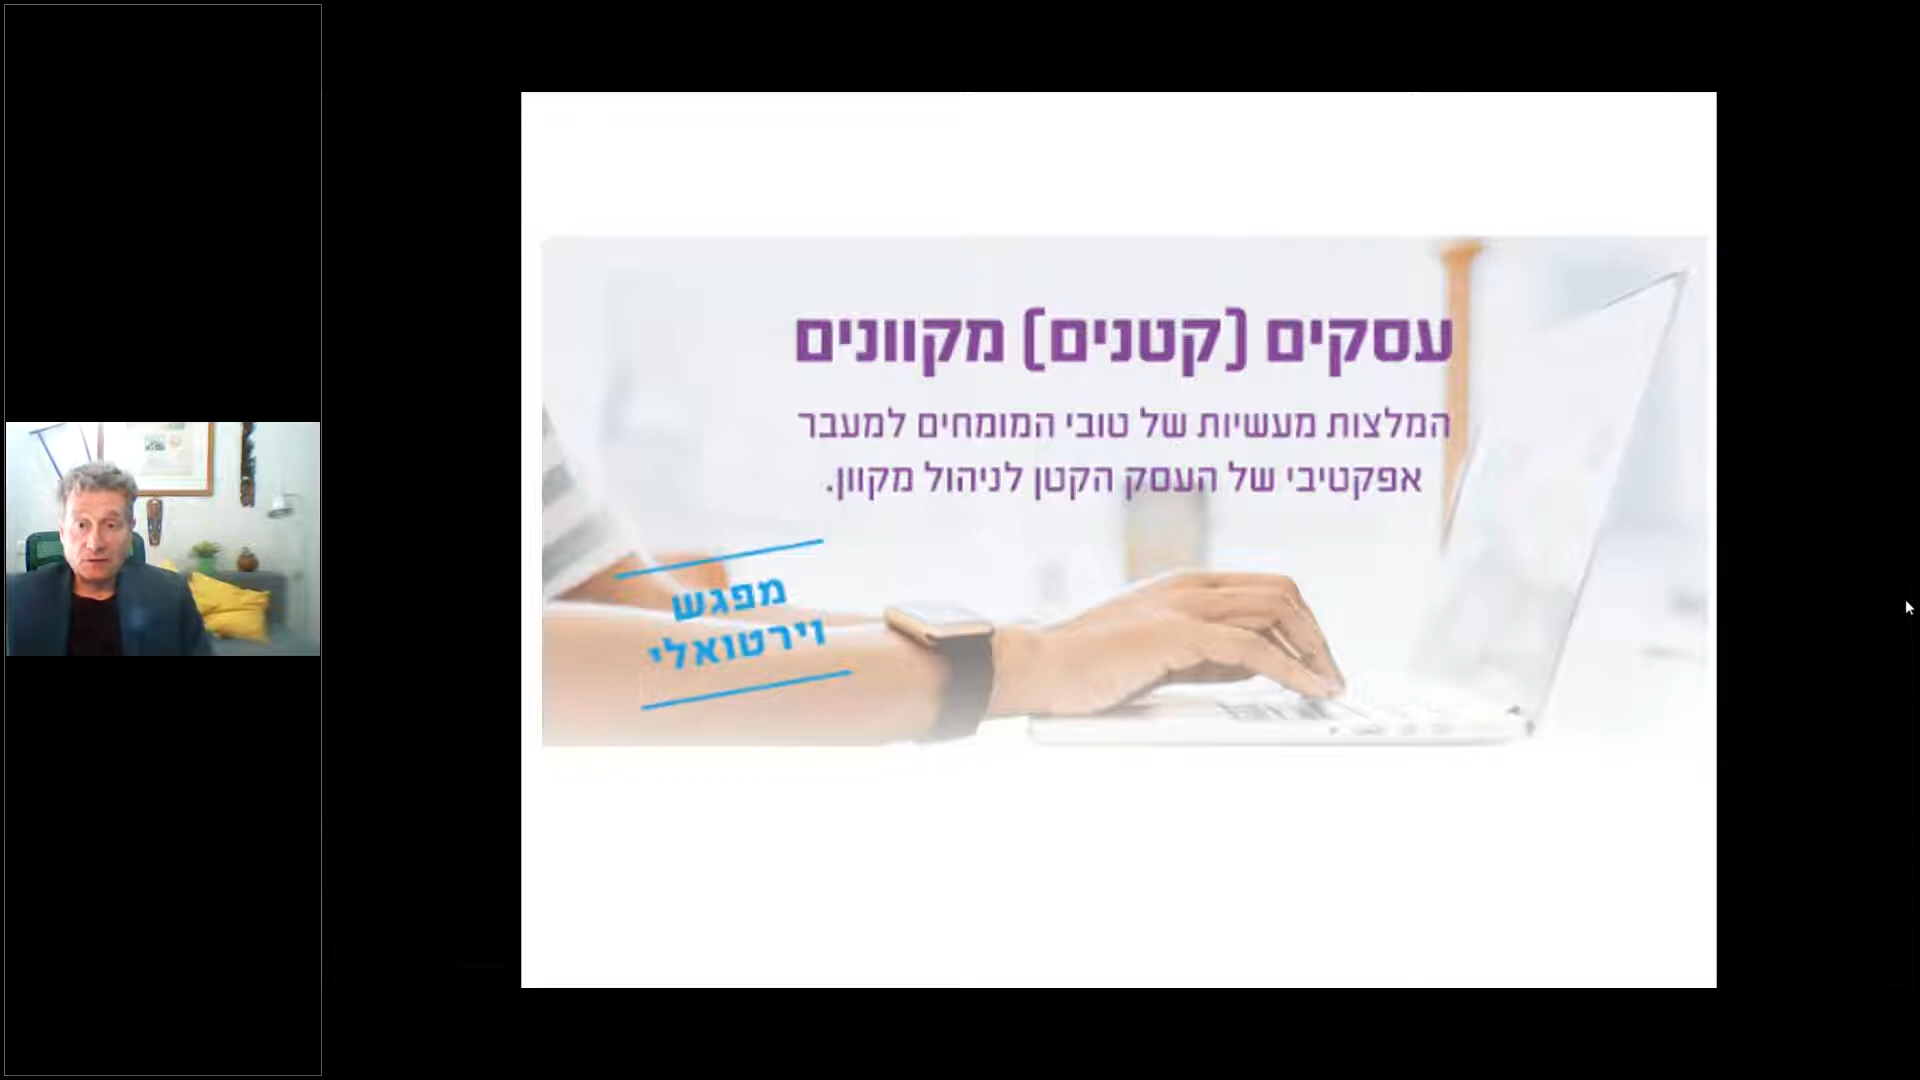 עסקים (קטנים) מקוונים
המלצות מעשיות של טובי המומחים למעבר
אפקטיבי של העסק הקטן לניהול מקוון.
מפגש
וירטואלי